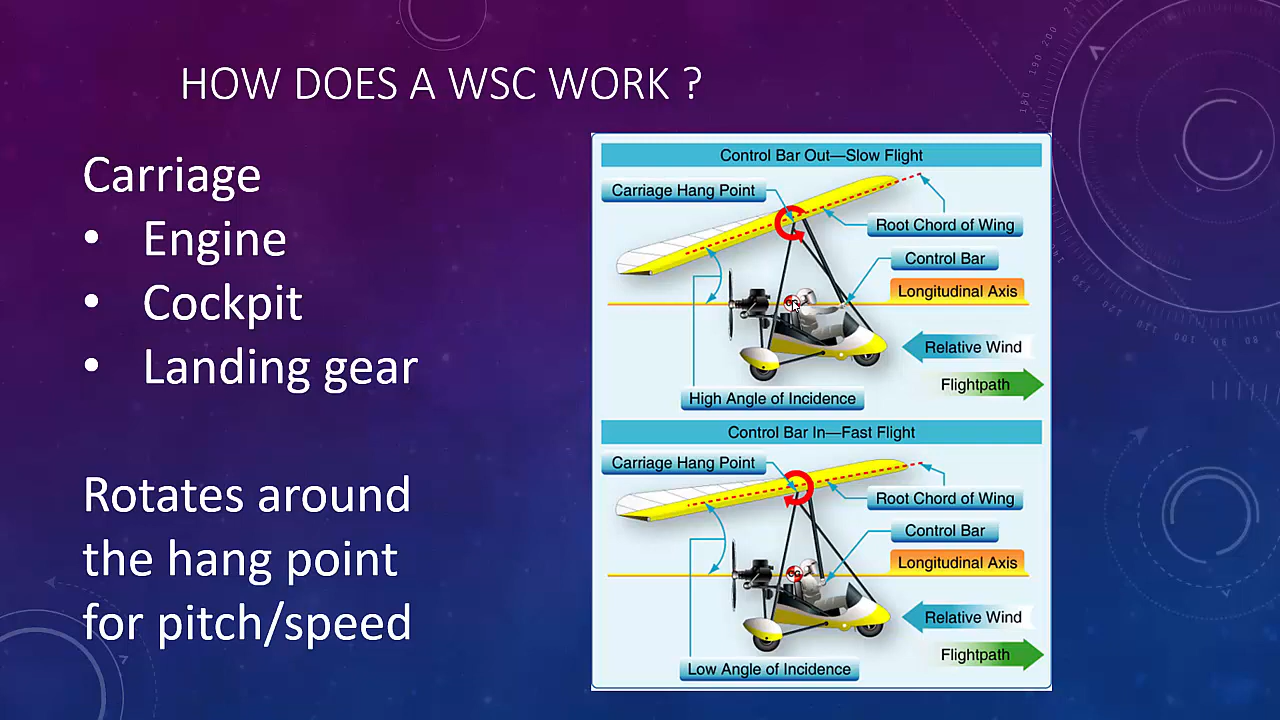 HOW DOES A WSC WORK ?
Carriage
• Engine
• Cockpit
• Landing gear
Rotates around
the hang point
for pitch/speed
Control Bar Out—Slow Flight
Carriage Hang Point
Root Chord of Wing
Control Bar
Longitudinal Axis
Relative Wind
Flightpath
High Angle of Incidence
Control Bar In—Fast Flight
Carriage Hang Point
Root Chord of Wing
Control Bar
Longitudinal Axis
Relative Wind
Flightpath
Low Angle of Incidence